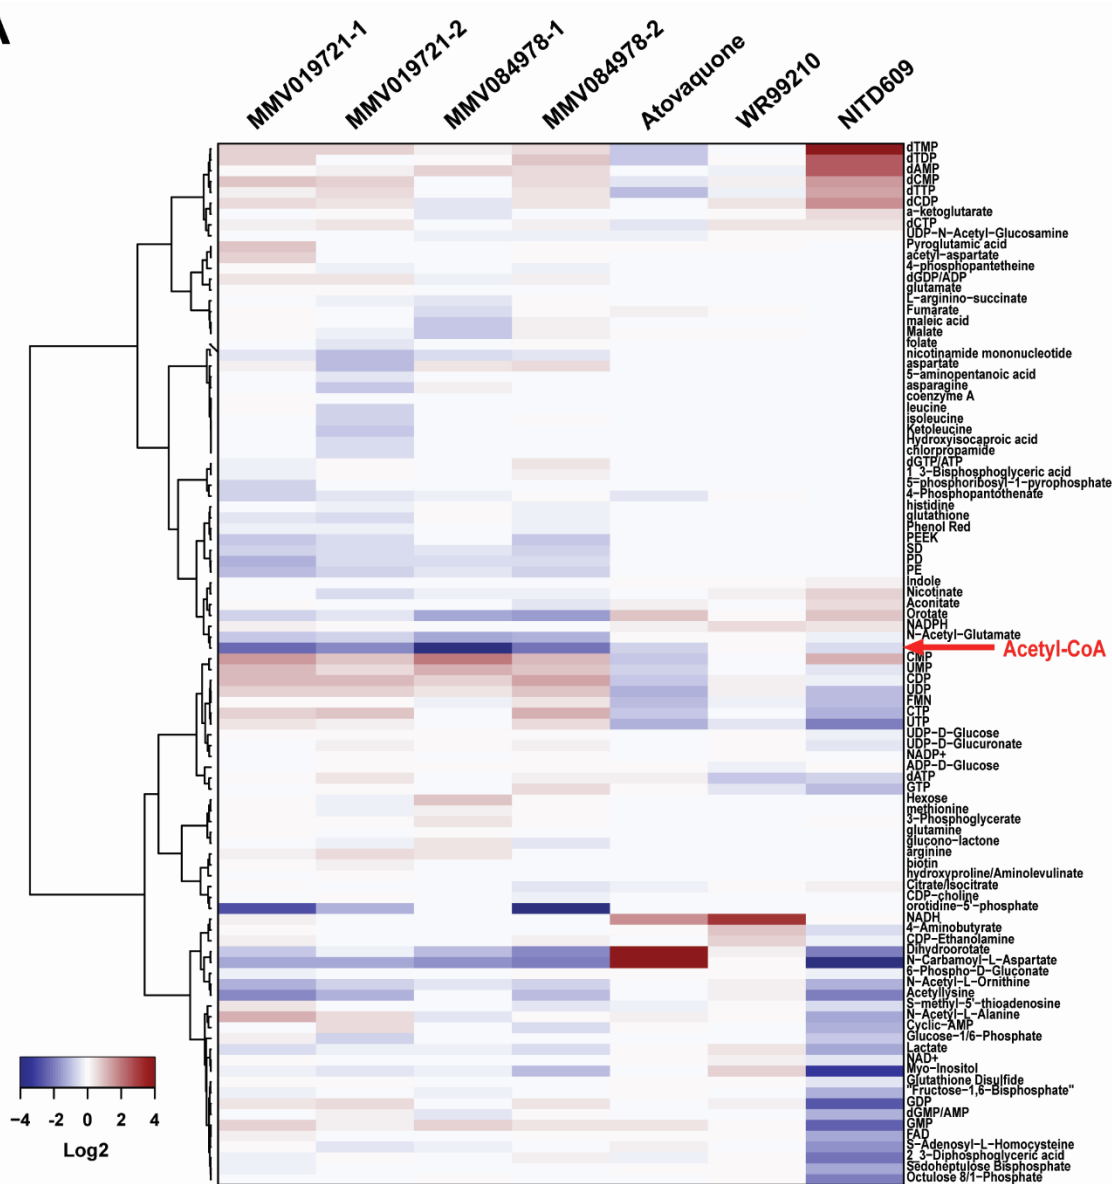 A
MMV019721-1
MMV019721-2
MMV084978-1
MMV084978-2
Atovaquone
WR99210
NITD609
dTMP
dTDP
dAMP
dCMP
dTTP
dCDP
a-ketoglutarate
dCTP
UDP-N-Acetyl-Glucosamine
Pyroglutamic acid
acetyl-aspartate
4-phosphopantetheine
dGDP/ADP
glutamate
L-arginino-succinate
Fumarate
maleic acid
Malate
folate
nicotinamide mononucleotide
aspartate
5-aminopentanoic acid
asparagine
coenzyme A
leucine
isoleucine
Ketoleucine
Hydroxyisocaproic acid
chlorpropamide
dGTP/ATP
1_3-Bisphosphoglyceric acid
5-phosphoribosyl-1-pyrophosphate
4-Phosphopantothenate
histidine
glutathione
Phenol Red
PEEK
SD
PD
PE
Indole
Nicotinate
Aconitate
Orotate
NADPH
N-Acetyl-Glutamate
Acetyl-CoA
CMP
UMP
CDP
UDP
FMN
CTP
UTP
UDP-D-Glucose
UDP-D-Glucuronate
NADP+
ADP-D-Glucose
dATP
GTP
Hexose
methionine
3-Phosphoglycerate
glutamine
glucono-lactone
arginine
biotin
hydroxyproline/Aminolevulinate
Citrate/Isocitrate
CDP-choline
orotidine-5'-phosphate
NADH
4-Aminobutyrate
CDP-Ethanolamine
Dihydroorotate
N-Carbamoyl-L-Aspartate
6-Phospho-D-Gluconate
N-Acetyl-L-Ornithine
Acetyllysine
S-methyl-5'-thioadenosine
N-Acetyl-L-Alanine
Cyclic-AMP
Glucose-1/6-Phosphate
Lactate
NAD+
Myo-Inositol
Glutathione Disulfide
"Fructose-1,6-Bisphosphate"
GDP
dGMP/AMP
GMP
FAD
S-Adenosyl-L-Homocysteine
2_3-Diphosphoglyceric acid
Sedoheptulose Bisphosphate
Octulose 8/1-Phosphate
-4 -2 0 2 4
Log2